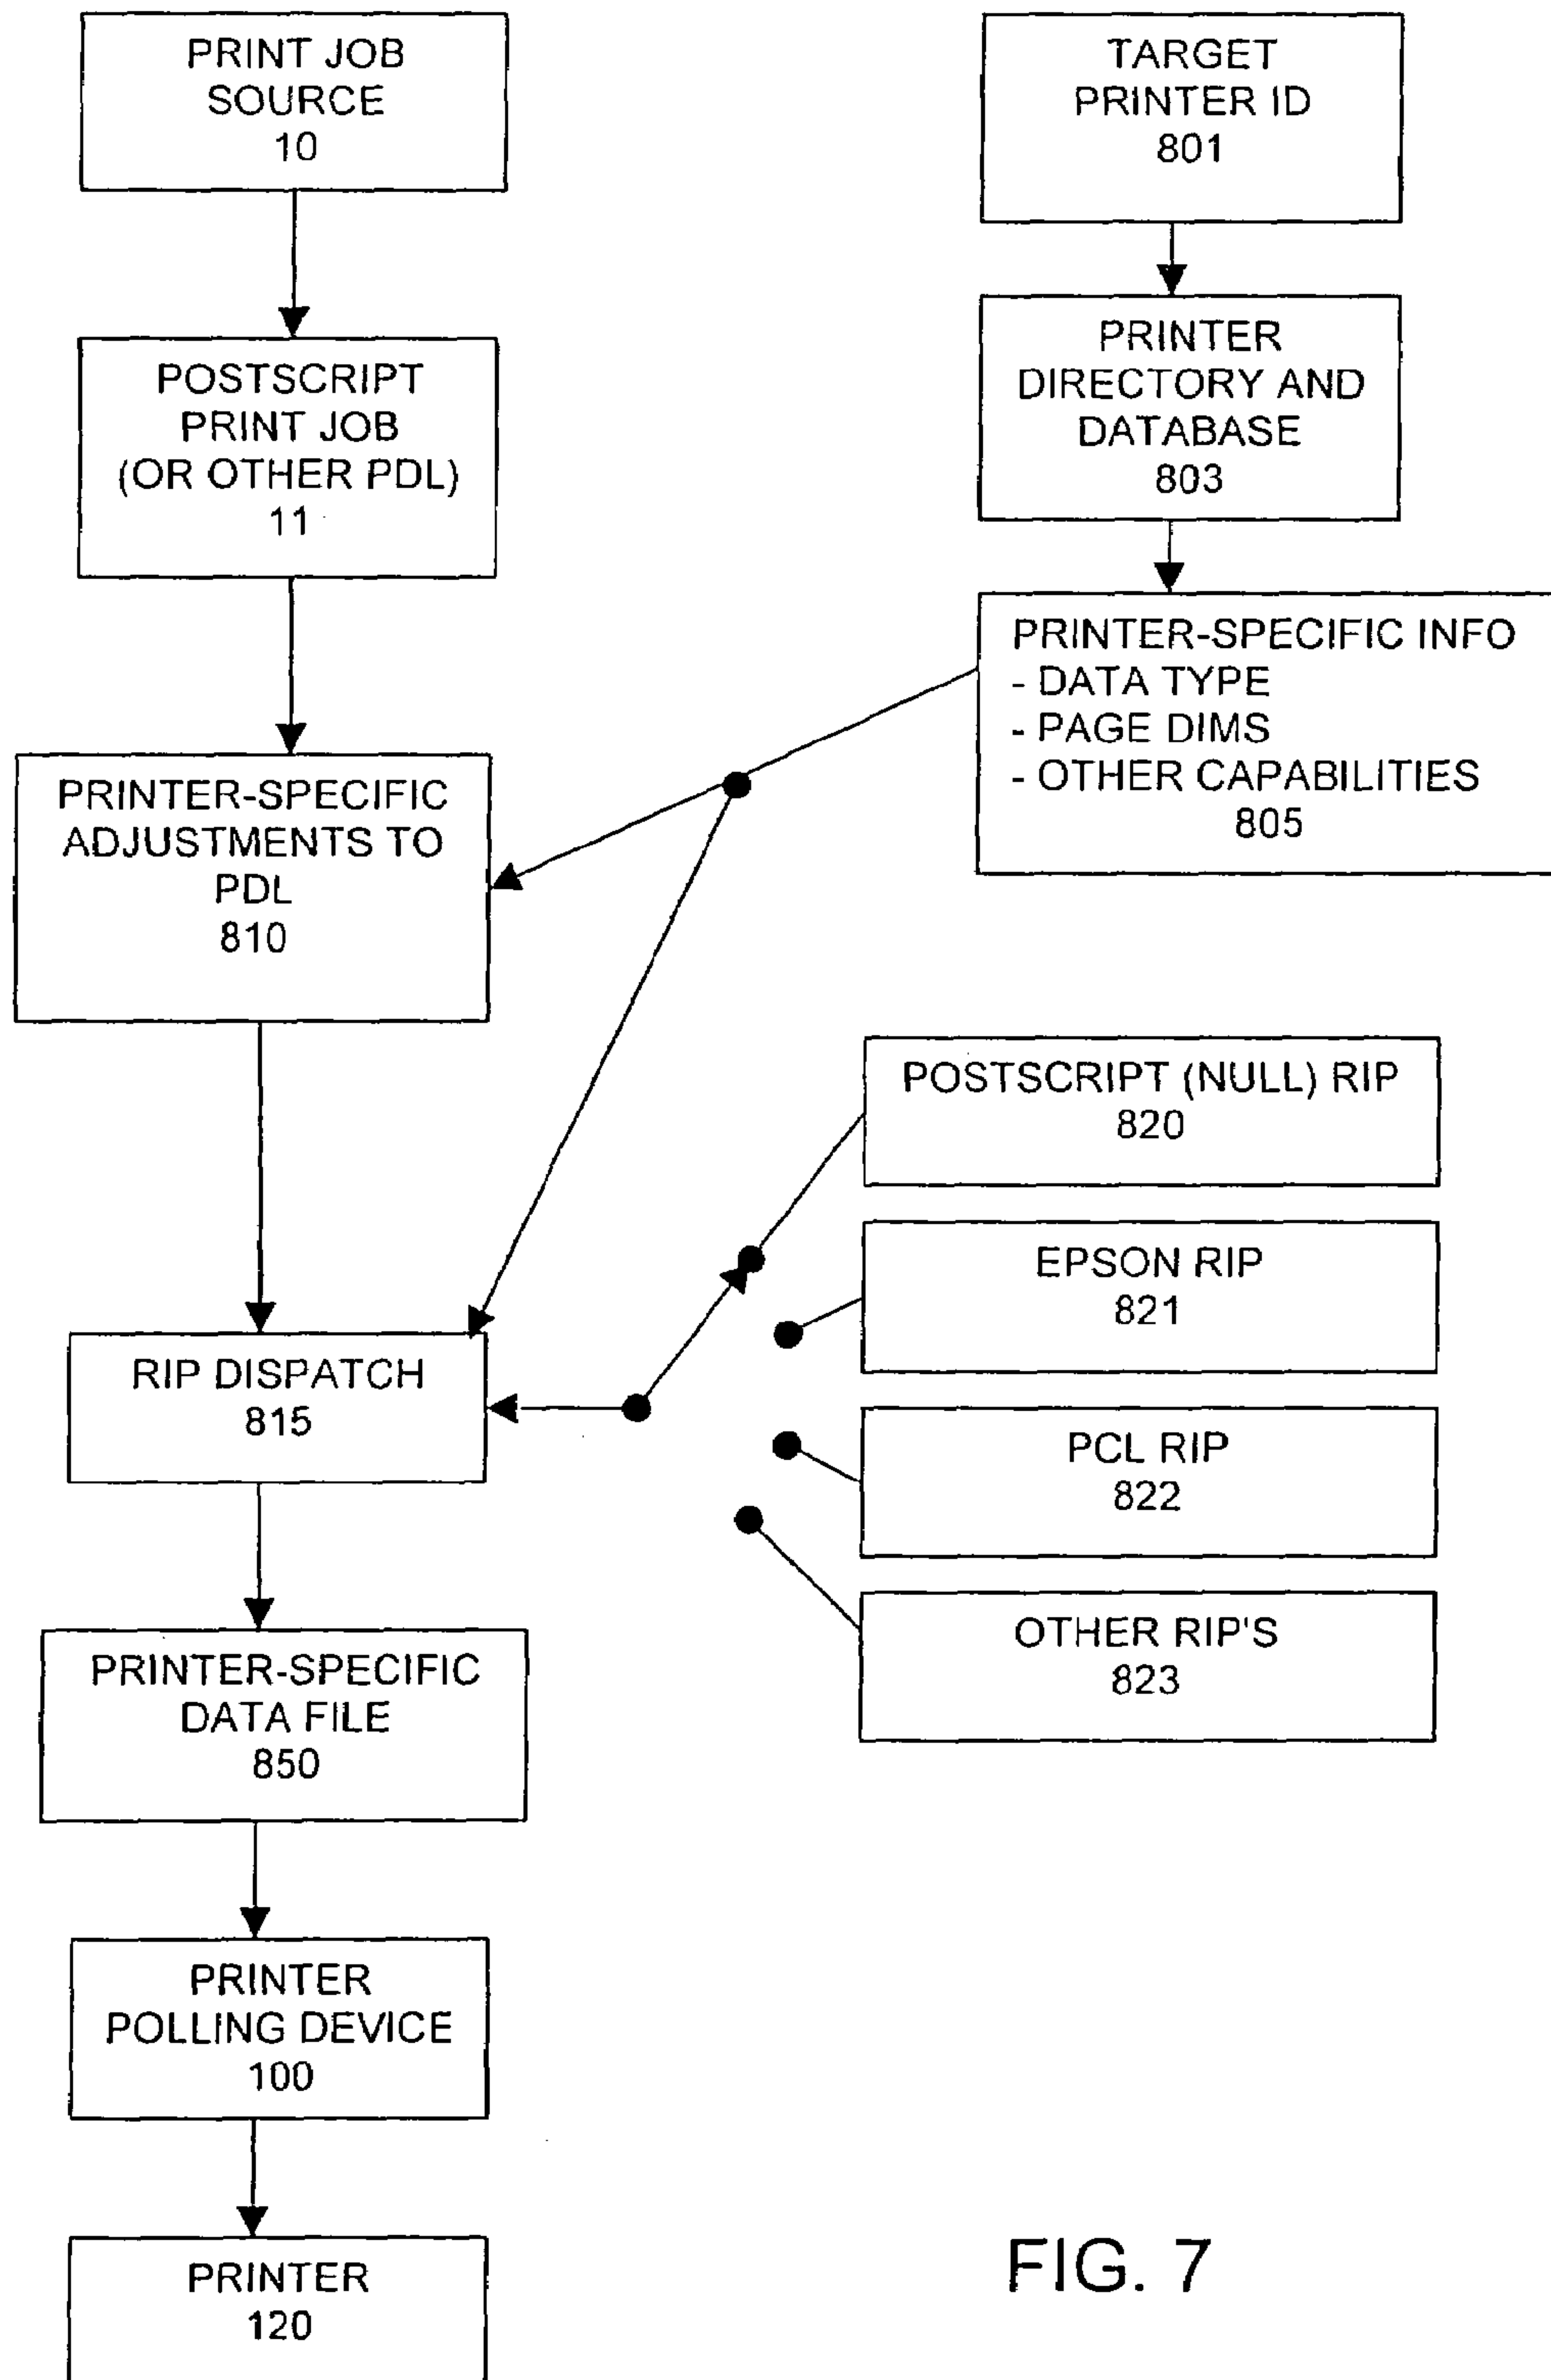 PRINT JOB
SOURCE
10
TARGET
PRINTER ID
801
POSTSCRIPT
PRINT JOB
(OR OTHER PDL)
11
PRINTER
DIRECTORY AND
DATABASE
803
PRINTER-SPECIFIC INFO
- DATA TYPE
- PAGE DIMS
- OTHER CAPABILITIES
805
PRINTER-SPECIFIC
ADJUSTMENTS TO
PDL
810
POSTSCRIPT (NULL) RIP
820
EPSON RIP
821
RIP DISPATCH
815
PCL RIP
822
OTHER RIP'S
823
PRINTER-SPECIFIC
DATA FILE
850
PRINTER
POLLING DEVICE
100
PRINTER
120
FIG. 7